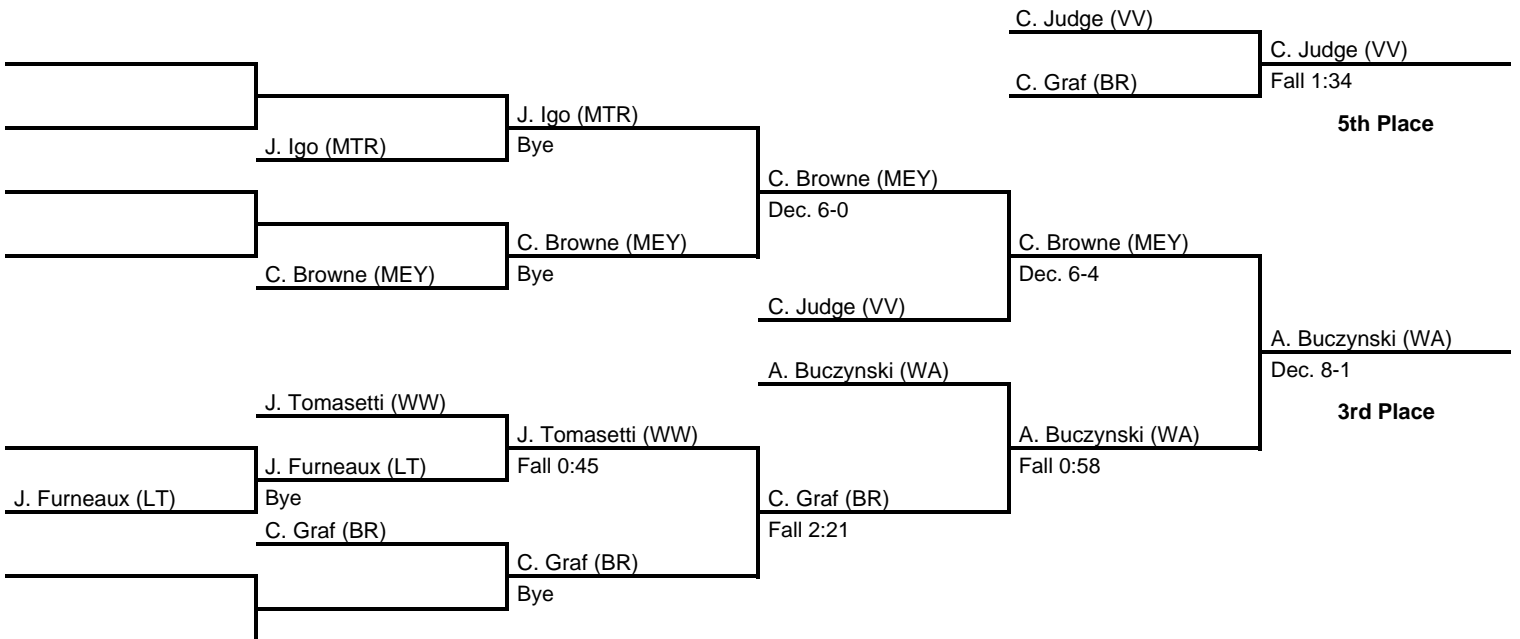 C. Judge (VV)
C. Judge (VV)
C. Graf (BR)
Fall 1:34
5th Place
J. Igo (MTR)
J. Igo (MTR)
Bye
C. Browne (MEY)
Dec. 6-0
C. Browne (MEY)
C. Browne (MEY)
C. Browne (MEY)
Bye
Dec. 6-4
C. Judge (VV)
A. Buczynski (WA)
A. Buczynski (WA)
Dec. 8-1
3rd Place
J. Tomasetti (WW)
J. Tomasetti (WW)
A. Buczynski (WA)
J. Furneaux (LT)
Fall 0:45
Fall 0:58
J. Furneaux (LT)
Bye
C. Graf (BR)
C. Graf (BR)
Fall 2:21
C. Graf (BR)
Bye